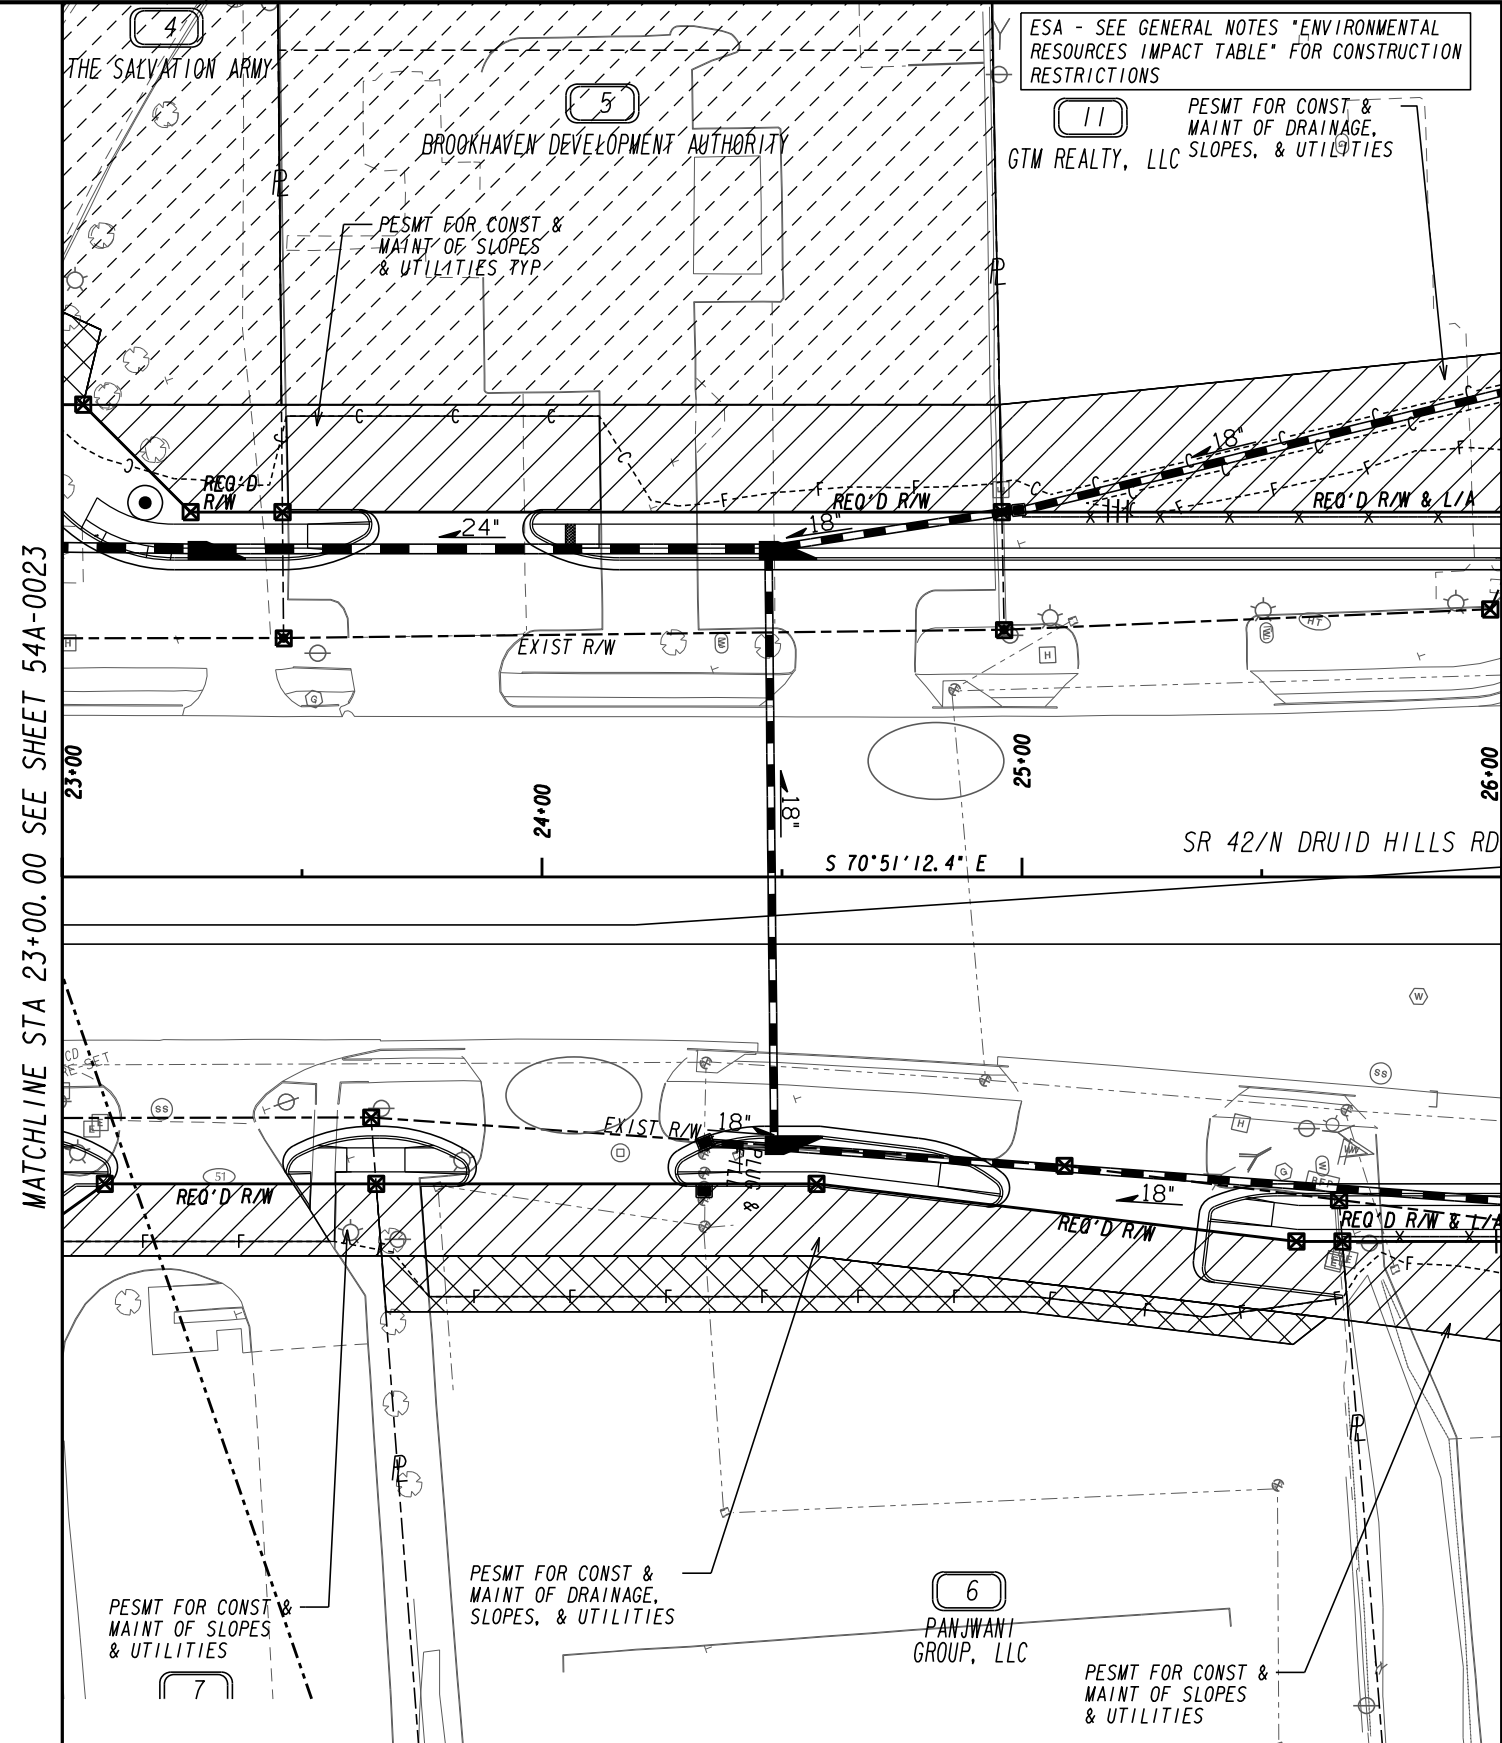 4
THE SALVATION ARMY
5
BROOKHAVEN DEVELOPMENT AUTHORITY
ESA - SEE GENERAL NOTES "ENVIRONMENTAL
RESOURCES IMPACT TABLE" FOR CONSTRUCTION
RESTRICTIONS
11
GTM REALTY, LLC
PESMT FOR CONST &
MAINT OF DRAINAGE,
SLOPES, & UTILITIES
PESMT FOR CONST &
MAINT OF SLOPES
& UTILITIES TYP
REQ'D
R/W
REQ'D R/W
REQ'D R/W & L/A
24"
18"
18"
EXIST R/W
MATCHLINE STA 23+00.00 SEE SHEET 54A-0023
23+00
24+00
25+00
26+00
18"
S 70°51'12.4" E
SR 42/N DRUID HILLS RD
EXIST R/W
18"
PLUG &
FILL
REQ'D R/W
18"
REQ'D R/W
REQ'D R/W & L/A
PESMT FOR CONST &
MAINT OF SLOPES
& UTILITIES
7
PESMT FOR CONST &
MAINT OF DRAINAGE,
SLOPES, & UTILITIES
6
PANJWANI
GROUP, LLC
PESMT FOR CONST &
MAINT OF SLOPES
& UTILITIES